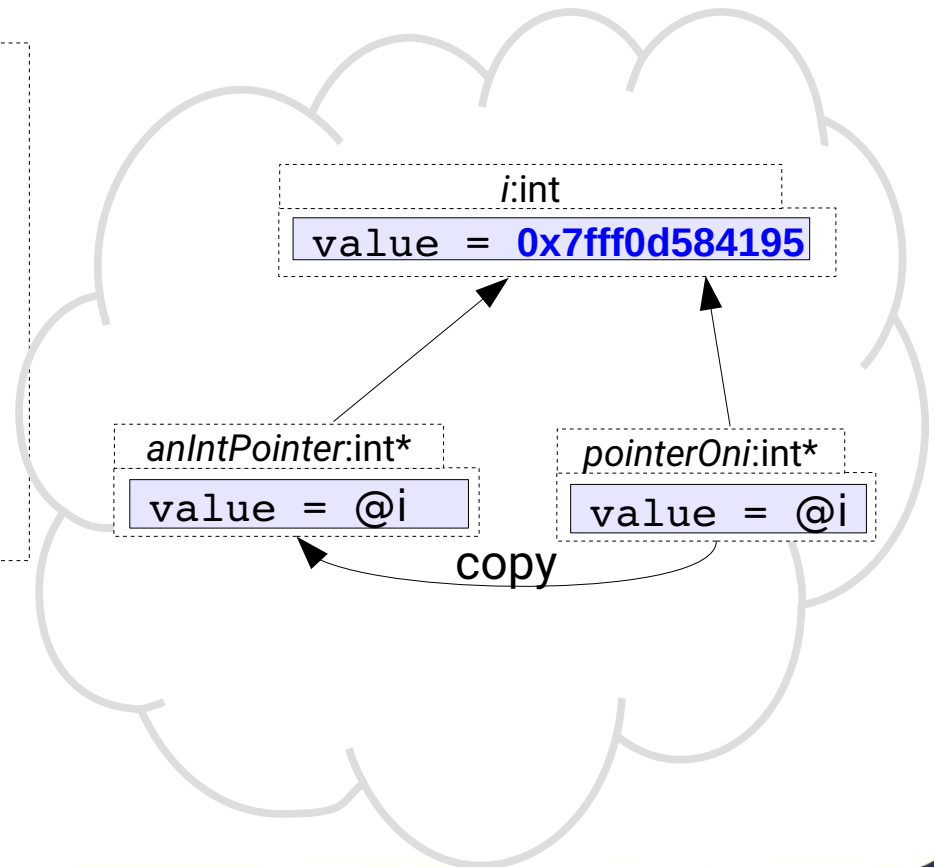 i:int
value = 0x7fff0d584195
anIntPointer:int*
value = @i
pointerOni:int*
value = @i
copy